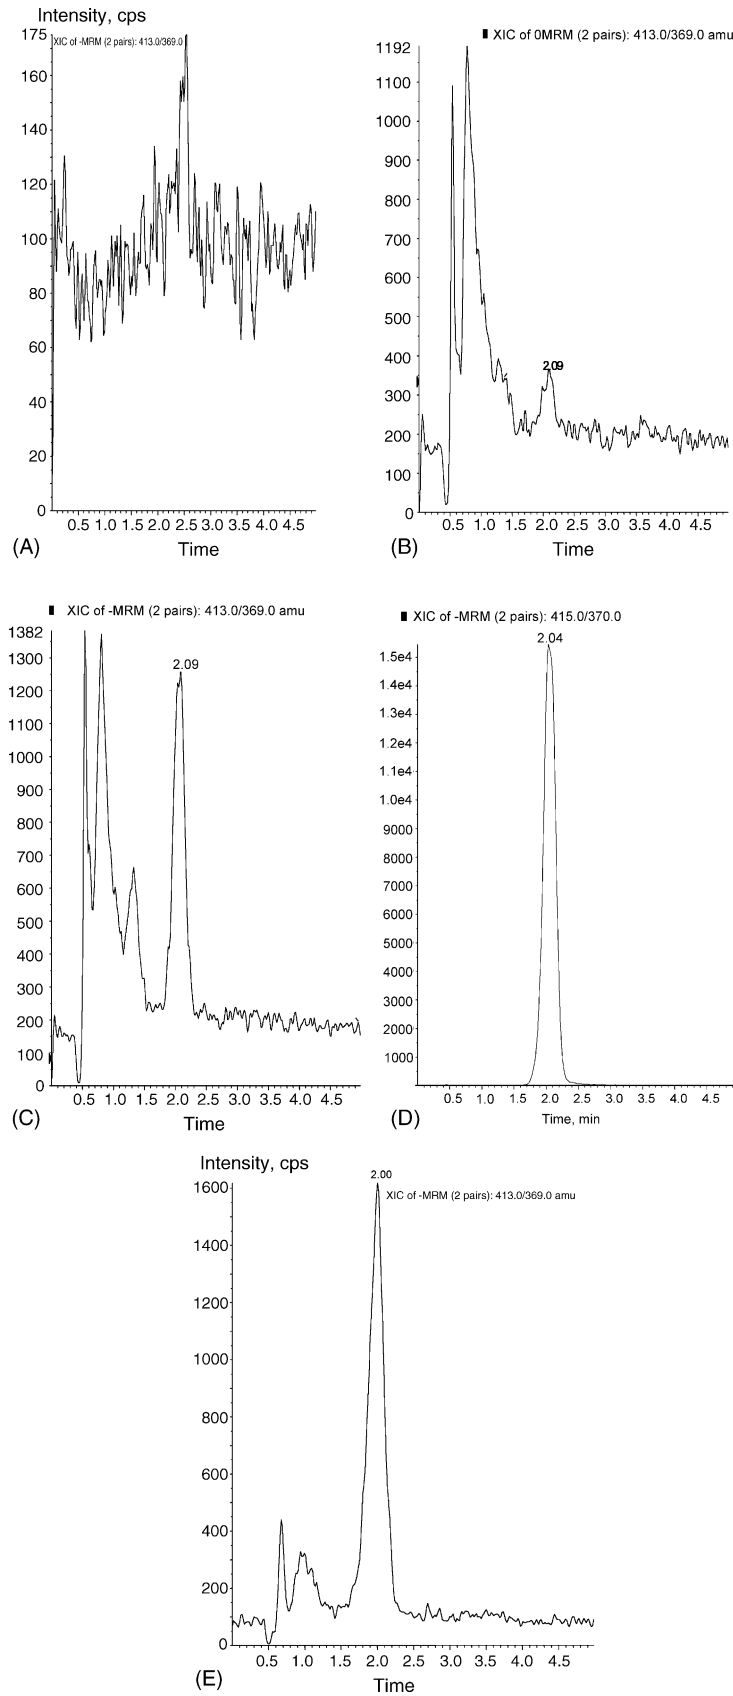 Intensity, cps
175
XIC of -MRM (2 pairs): 413.0/369.0
160
140
120
100
80
60
40
20
0
0.5 1.0 1.5 2.0 2.5 3.0 3.5 4.0 4.5
(A)
Time
XIC of 0MRM (2 pairs): 413.0/369.0 amu
1192
1100
1000
900
800
700
600
500
400
300
200
100
0
2.09
0.5 1.0 1.5 2.0 2.5 3.0 3.5 4.0 4.5
(B)
Time
XIC of -MRM (2 pairs): 413.0/369.0 amu
1382
1300
1200
1100
1000
900
800
700
600
500
400
300
200
100
0
2.09
0.5 1.0 1.5 2.0 2.5 3.0 3.5 4.0 4.5
(C)
Time
XIC of -MRM (2 pairs): 415.0/370.0
2.04
1.5e4
1.4e4
1.3e4
1.2e4
1.1e4
1.0e4
9000
8000
7000
6000
5000
4000
3000
2000
1000
0.5 1.0 1.5 2.0 2.5 3.0 3.5 4.0 4.5
(D)
Time, min
Intensity, cps
2.00
XIC of -MRM (2 pairs): 413.0/369.0 amu
1600
1400
1200
1000
800
600
400
200
0
0.5 1.0 1.5 2.0 2.5 3.0 3.5 4.0 4.5
(E)
Time